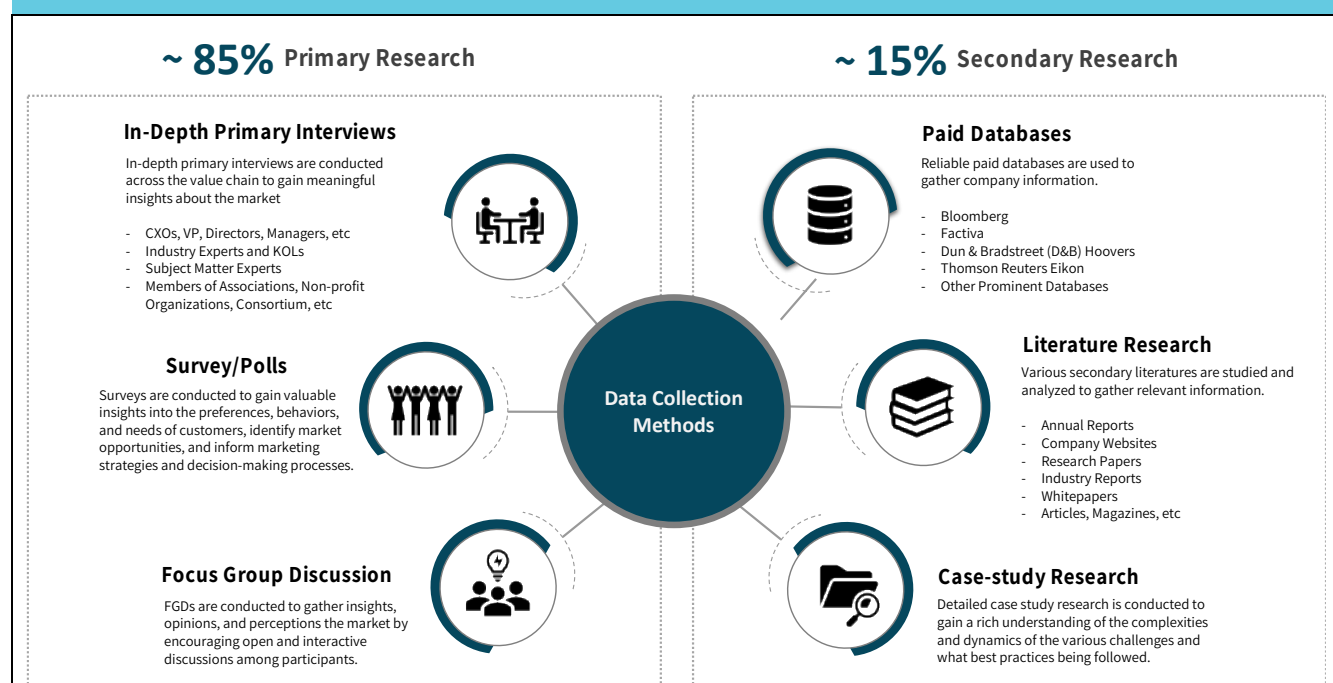 ~ 85% Primary Research
In-Depth Primary Interviews
In-depth primary interviews are conducted
across the value chain to gain meaningful
insights about the market
- CXOs, VP, Directors, Managers, etc
- Industry Experts and KOLs
- Subject Matter Experts
- Members of Associations, Non-profit
Organizations, Consortium, etc
Survey/Polls
Surveys are conducted to gain valuable
insights into the preferences, behaviors,
and needs of customers, identify market
opportunities, and inform marketing
strategies and decision-making processes.
Focus Group Discussion
FGDs are conducted to gather insights,
opinions, and perceptions the market by
encouraging open and interactive
discussions among participants.
Data Collection
Methods
~ 15% Secondary Research
Paid Databases
Reliable paid databases are used to
gather company information.
- Bloomberg
- Factiva
- Dun & Bradstreet (D&B) Hoovers
- Thomson Reuters Eikon
- Other Prominent Databases
Literature Research
Various secondary literatures are studied and
analyzed to gather relevant information.
- Annual Reports
- Company Websites
- Research Papers
- Industry Reports
- Whitepapers
- Articles, Magazines, etc
Case-study Research
Detailed case study research is conducted to
gain a rich understanding of the complexities
and dynamics of the various challenges and
what best practices being followed.